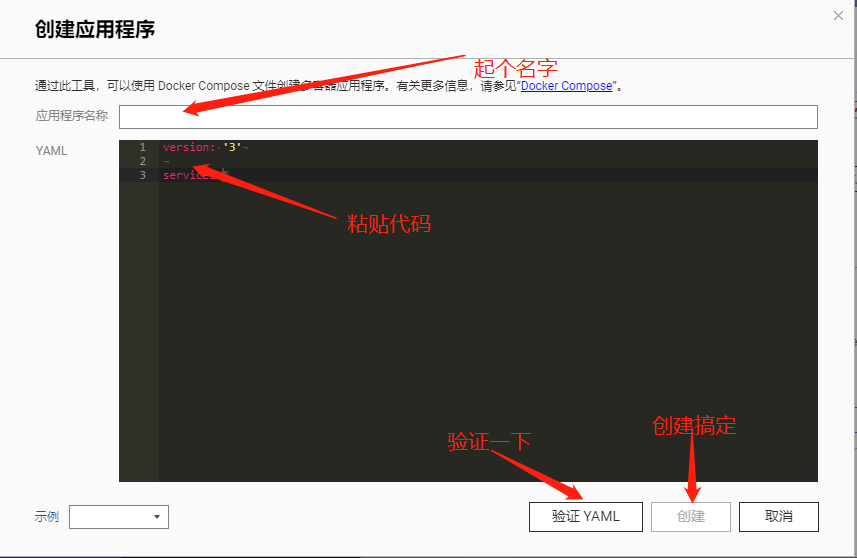 创建应用程序
起个名字
通过此工具，可以使用 Docker Compose 文件创建多容器应用程序。有关更多信息，请参见“Docker Compose”。
应用程序名称
YAML
1 version: '3'
2
3 services
粘贴代码
验证一下
创建搞定
示例
验证 YAML
创建
取消